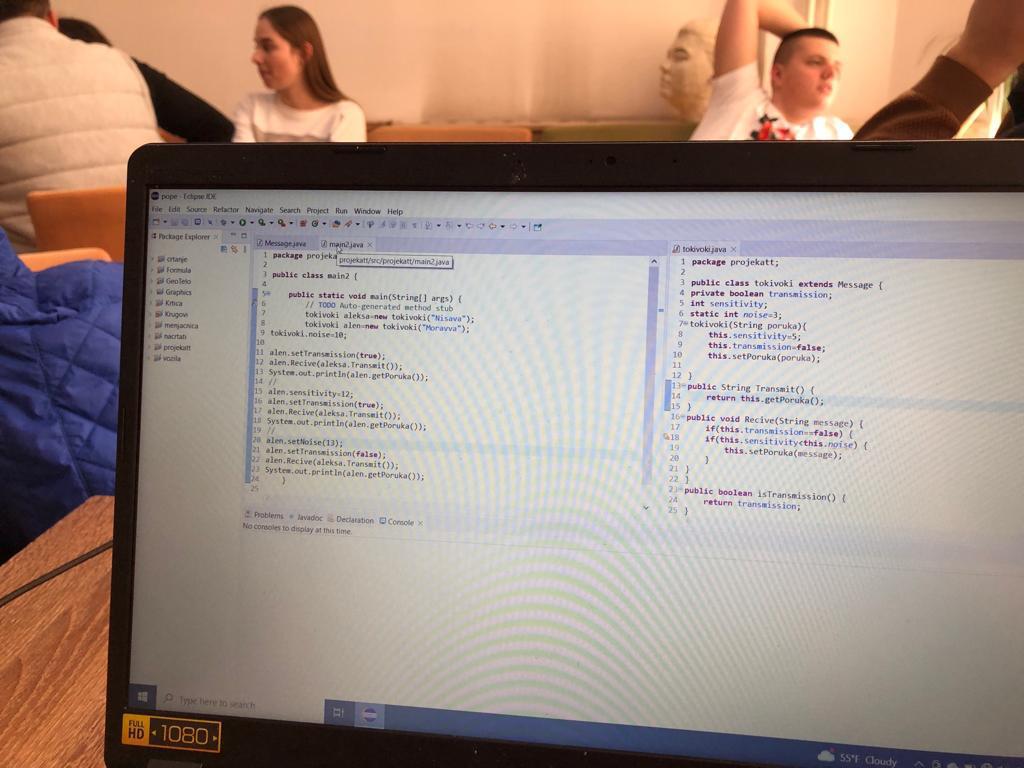 pope - Eclipse IDE
File Edit Source Refactor Navigate Search Project Run Window Help
Package Explorer
crtanje
Formula
GeoTelo
Graphics
Krtica
Krugovi
menjacnica
nacrtati
projekatt
vozila
Message.java main2.java
projekatt/src/projekatt/main2.java
1 package projeka
2
3 public class main2 {
4
5 public static void main(String[] args) {
6 // TODO Auto-generated method stub
7 tokivoki aleksa=new tokivoki("Nisava");
8 tokivoki alen=new tokivoki("Moravva");
9 tokivoki.noise=10;
10
11 alen.setTransmission(true);
12 alen.Recive(aleksa.Transmit());
13 System.out.println(alen.getPoruka());
14 //
15 alen.sensitivity=12;
16 alen.setTransmission(true);
17 alen.Recive(aleksa.Transmit());
18 System.out.println(alen.getPoruka());
19 //
20 alen.setNoise(13);
21 alen.setTransmission(false);
22 alen.Recive(aleksa.Transmit());
23 System.out.println(alen.getPoruka());
24 }
25
tokivoki.java
1 package projekatt;
2
3 public class tokivoki extends Message {
4 private boolean transmission;
5 int sensitivity;
6 static int noise=3;
7 tokivoki(String poruka){
8 this.sensitivity=5;
9 this.transmission=false;
10 this.setPoruka(poruka);
11
12 }
13 public String Transmit() {
14 return this.getPoruka();
15 }
16 public void Recive(String message) {
17 if(this.transmission==false) {
18 if(this.sensitivity<this.noise) {
19 this.setPoruka(message);
20 }
21 }
22 }
23 public boolean isTransmission() {
24 return transmission;
25 }
Problems Javadoc Declaration Console
No consoles to display at this time.
Type here to search
55°F Cloudy
FULL HD 1080